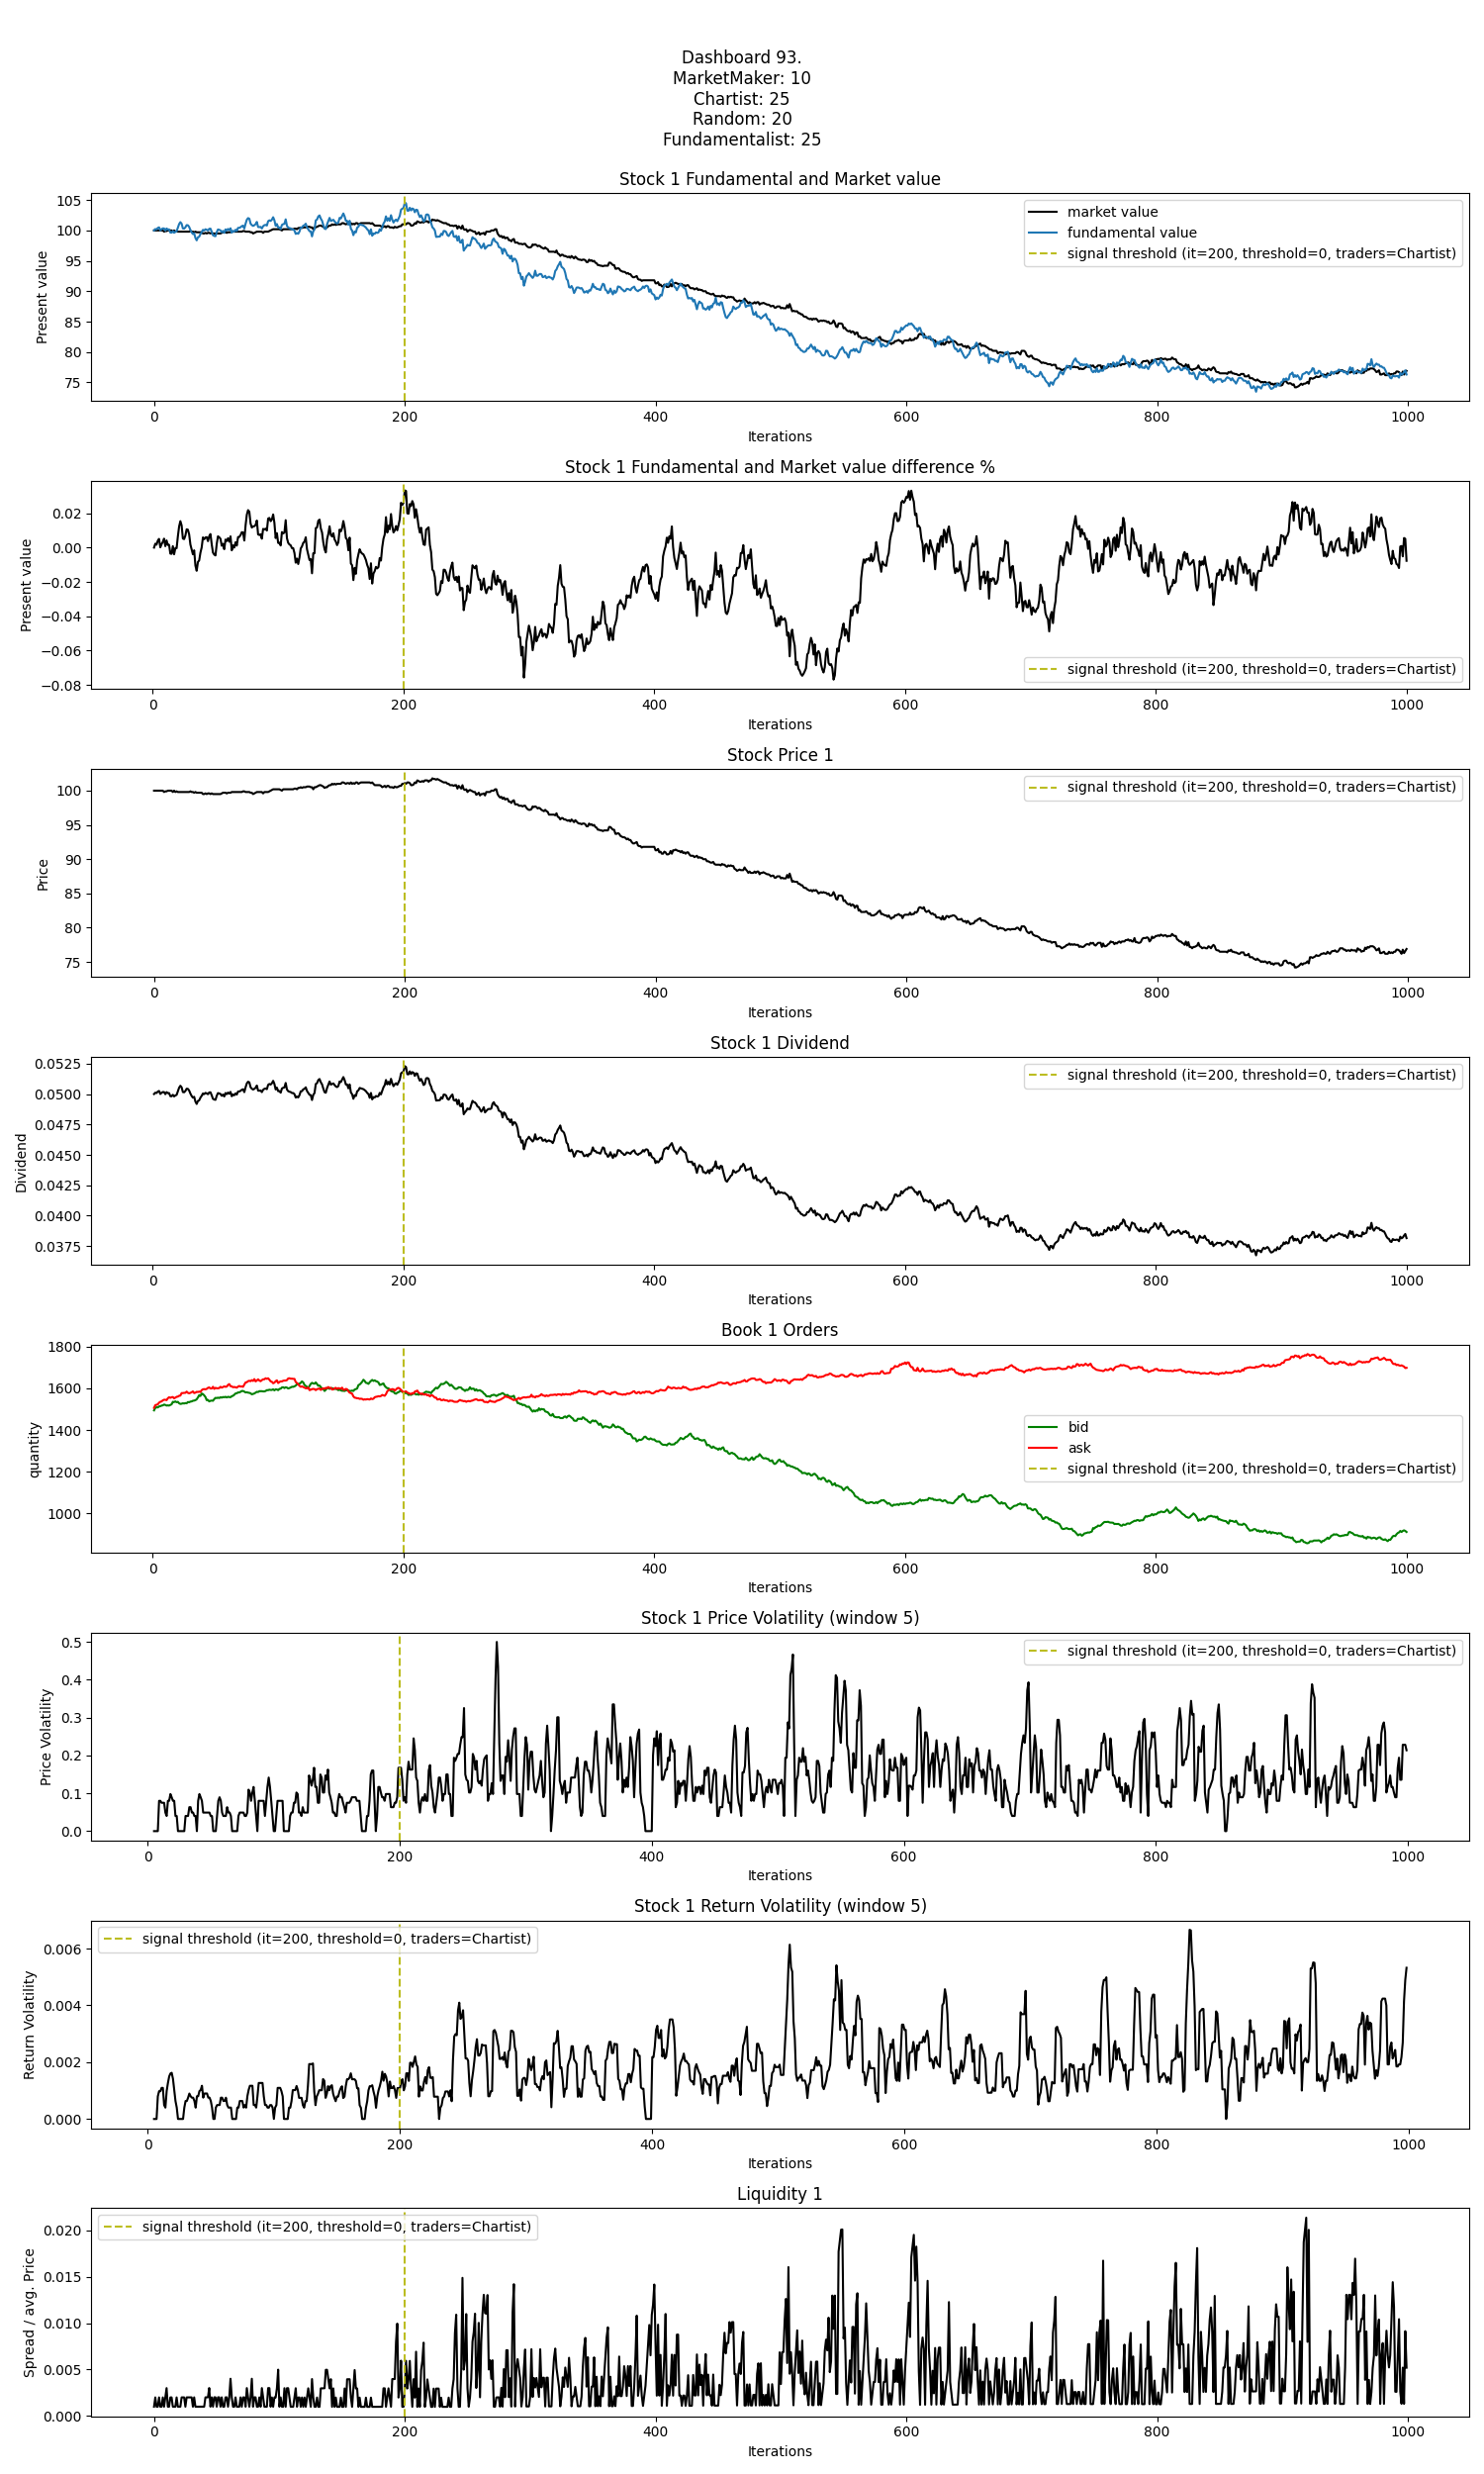 Dashboard 93.
MarketMaker: 10
Chartist: 25
Random: 20
Fundamentalist: 25
Stock 1 Fundamental and Market value
105
100
95
90
85
80
75
Present value
market value
fundamental value
signal threshold (it=200, threshold=0, traders=Chartist)
0 200 400 600 800 1000
Iterations
Stock 1 Fundamental and Market value difference %
0.02
0.00
−0.02
−0.04
−0.06
−0.08
Present value
signal threshold (it=200, threshold=0, traders=Chartist)
0 200 400 600 800 1000
Iterations
Stock Price 1
100
95
90
85
80
75
Price
signal threshold (it=200, threshold=0, traders=Chartist)
0 200 400 600 800 1000
Iterations
Stock 1 Dividend
0.0525
0.0500
0.0475
0.0450
0.0425
0.0400
0.0375
Dividend
signal threshold (it=200, threshold=0, traders=Chartist)
0 200 400 600 800 1000
Iterations
Book 1 Orders
1800
1600
1400
1200
1000
quantity
bid
ask
signal threshold (it=200, threshold=0, traders=Chartist)
0 200 400 600 800 1000
Iterations
Stock 1 Price Volatility (window 5)
0.5
0.4
0.3
0.2
0.1
0.0
Price Volatility
signal threshold (it=200, threshold=0, traders=Chartist)
0 200 400 600 800 1000
Iterations
Stock 1 Return Volatility (window 5)
0.006
0.004
0.002
0.000
Return Volatility
signal threshold (it=200, threshold=0, traders=Chartist)
0 200 400 600 800 1000
Iterations
Liquidity 1
0.020
0.015
0.010
0.005
0.000
Spread / avg. Price
signal threshold (it=200, threshold=0, traders=Chartist)
0 200 400 600 800 1000
Iterations